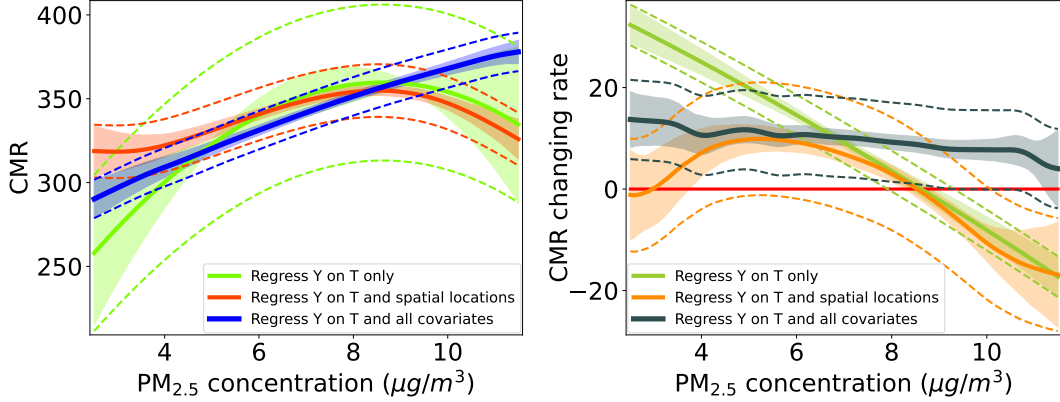 400
350
300
250
CMR
4
6
8
10
PM2.5 concentration (μg/m³)
Regress Y on T only
Regress Y on T and spatial locations
Regress Y on T and all covariates
20
0
−20
CMR changing rate
4
6
8
10
PM2.5 concentration (μg/m³)
Regress Y on T only
Regress Y on T and spatial locations
Regress Y on T and all covariates